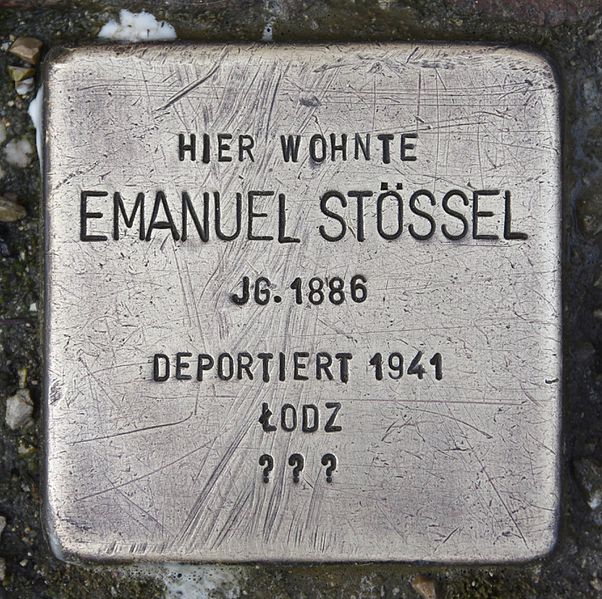 HIER WOHNTE
EMANUEL STÖSSEL
JG. 1886
DEPORTIERT 1941
ŁODZ
? ? ?